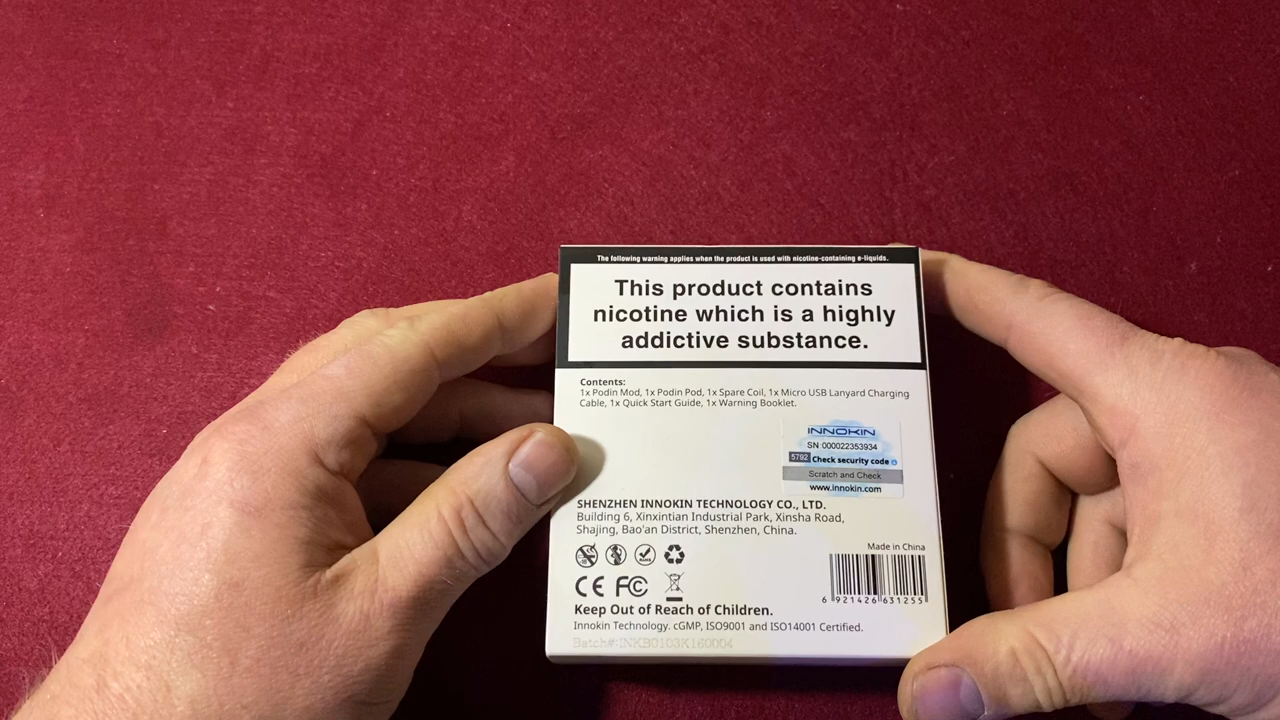 The following warning applies when the product is used with nicotine-containing e-liquids.
This product contains
nicotine which is a highly
addictive substance.
Contents:
1x Podin Mod, 1x Podin Pod, 1x Spare Coil, 1x Micro USB Lanyard Charging
Cable, 1x Quick Start Guide, 1x Warning Booklet.
INNOKIN
SN:000022353934
5792 Check security code
Scratch and Check
www.innokin.com
SHENZHEN INNOKIN TECHNOLOGY CO., LTD.
Building 6, Xinxintian Industrial Park, Xinsha Road,
Shajing, Bao'an District, Shenzhen, China.
Made in China
CE FC
6 921426 631255
Keep Out of Reach of Children.
Innokin Technology. cGMP, ISO9001 and ISO14001 Certified.
Batch#:INKB0103K160004